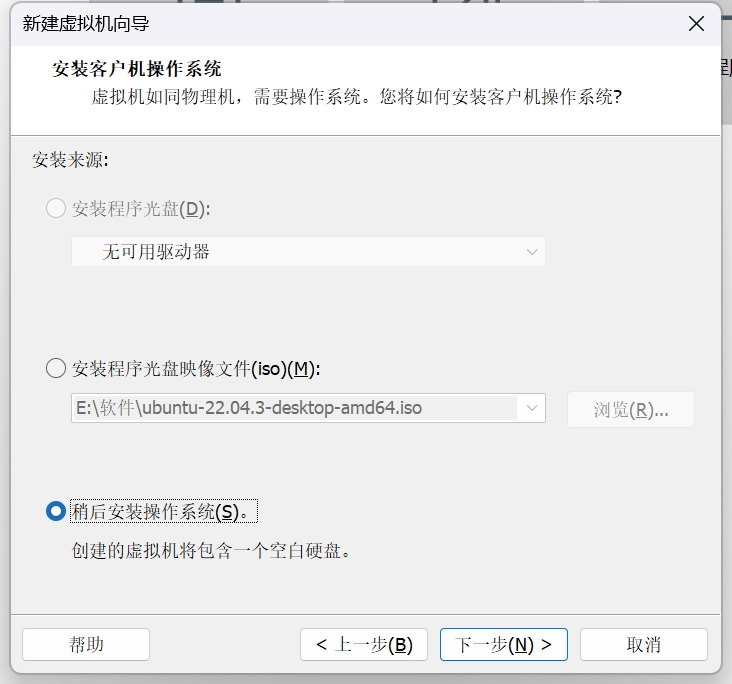 新建虚拟机向导
安装客户机操作系统
虚拟机如同物理机，需要操作系统。您将如何安装客户机操作系统?
安装来源:
安装程序光盘(D):
无可用驱动器
安装程序光盘映像文件(iso)(M):
E:\软件\ubuntu-22.04.3-desktop-amd64.iso
浏览(R)...
稍后安装操作系统(S)。
创建的虚拟机将包含一个空白硬盘。
帮助
< 上一步(B)
下一步(N) >
取消